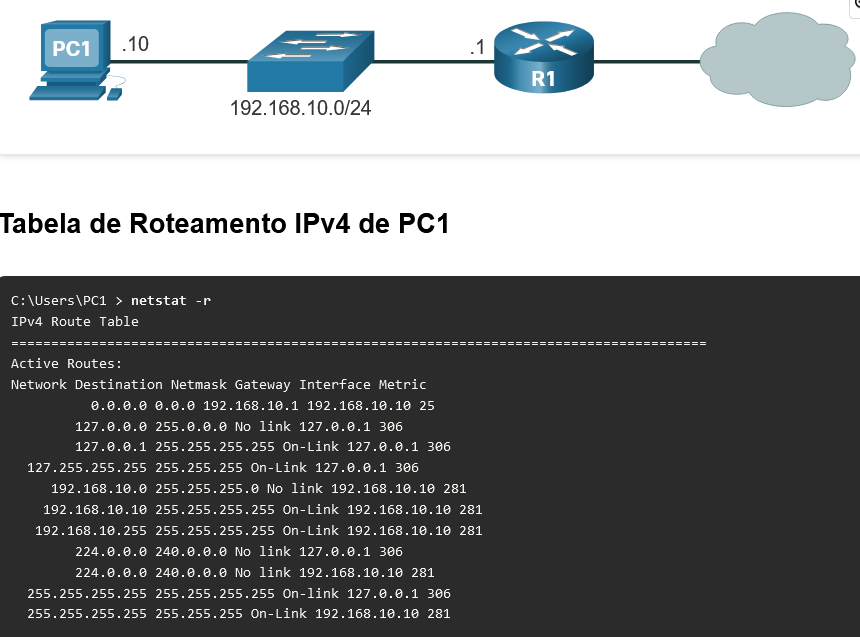 PC1
.10
.1
R1
192.168.10.0/24
Tabela de Roteamento IPv4 de PC1
C:\Users\PC1 > netstat -r
IPv4 Route Table
=======================================================================================
Active Routes:
Network Destination Netmask Gateway Interface Metric
0.0.0.0 0.0.0 192.168.10.1 192.168.10.10 25
127.0.0.0 255.0.0.0 No link 127.0.0.1 306
127.0.0.1 255.255.255.255 On-Link 127.0.0.1 306
127.255.255.255 255.255.255 On-Link 127.0.0.1 306
192.168.10.0 255.255.255.0 No link 192.168.10.10 281
192.168.10.10 255.255.255.255 On-Link 192.168.10.10 281
192.168.10.255 255.255.255.255 On-Link 192.168.10.10 281
224.0.0.0 240.0.0.0 No link 127.0.0.1 306
224.0.0.0 240.0.0.0 No link 192.168.10.10 281
255.255.255.255 255.255.255.255 On-link 127.0.0.1 306
255.255.255.255 255.255.255 On-Link 192.168.10.10 281